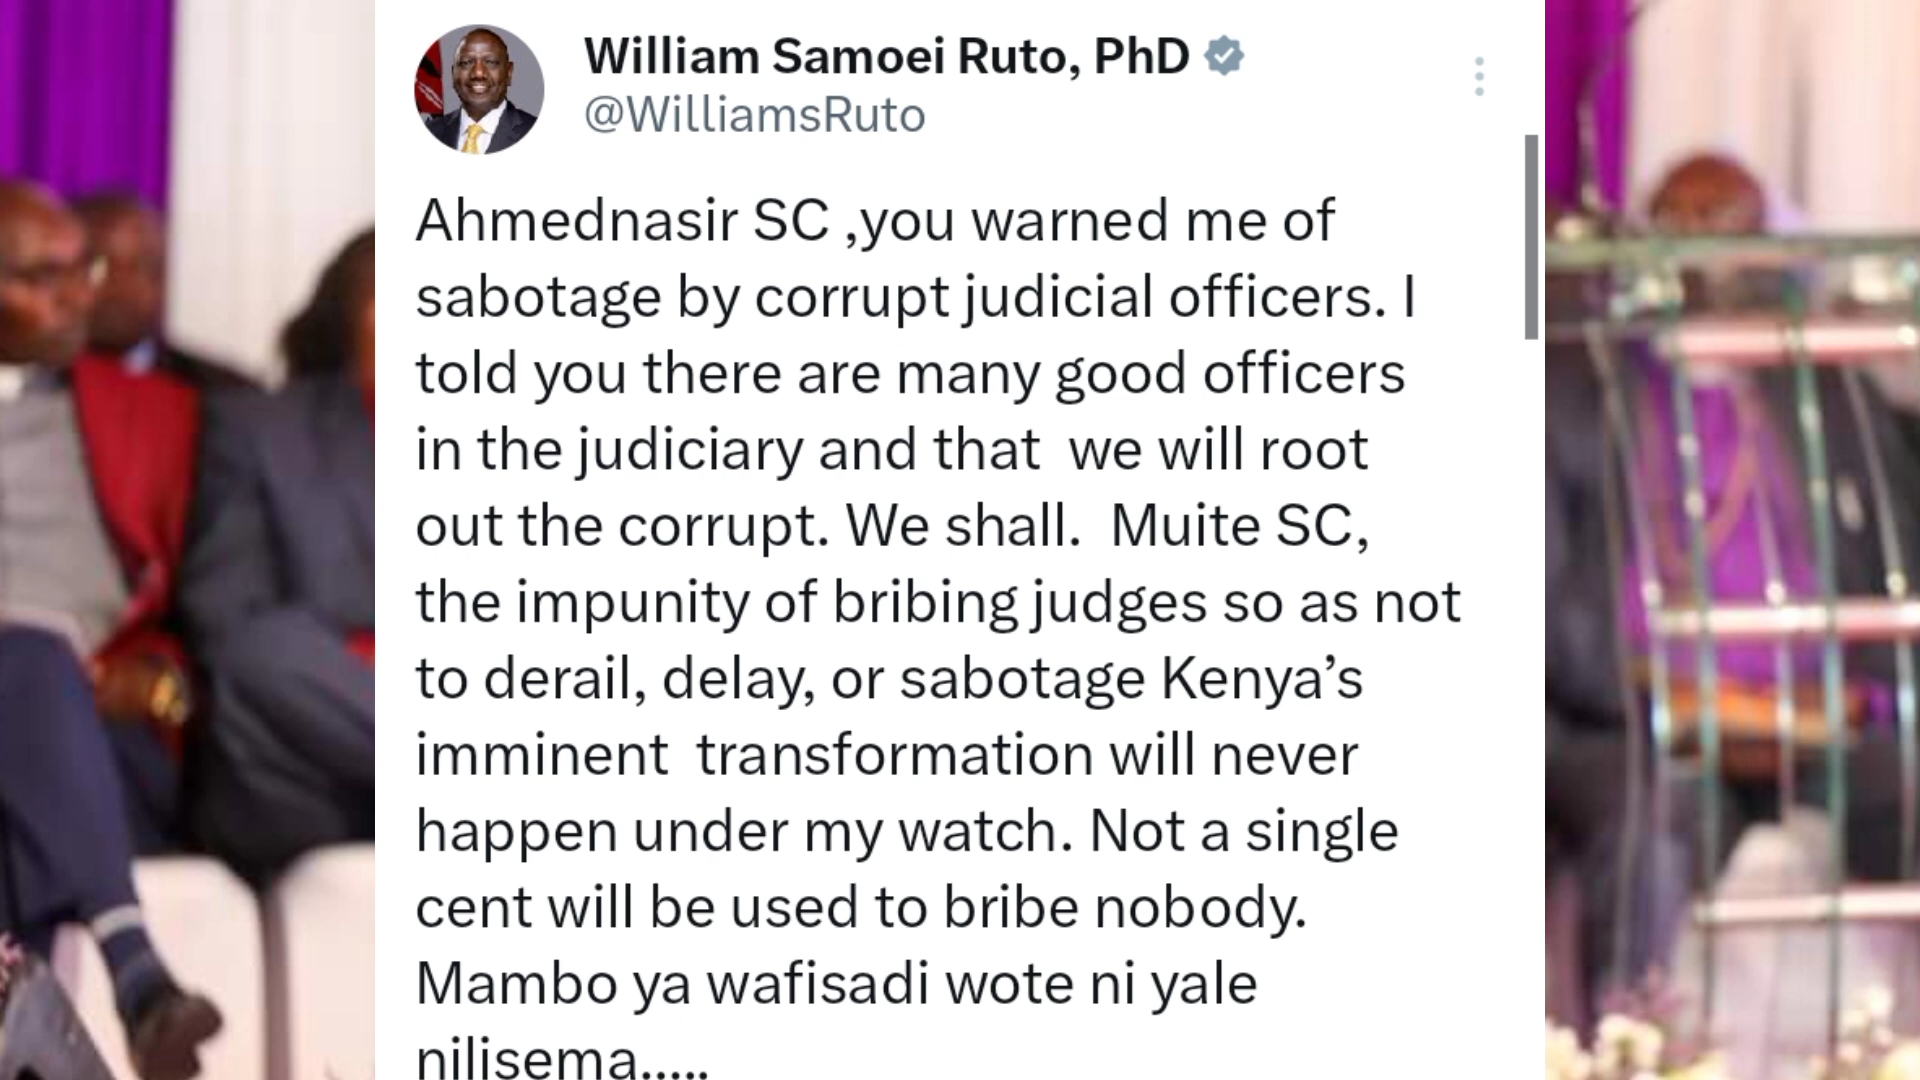 William Samoei Ruto, PhD
@WilliamsRuto
Ahmednasir SC ,you warned me of
sabotage by corrupt judicial officers. I
told you there are many good officers
in the judiciary and that  we will root
out the corrupt. We shall.  Muite SC,
the impunity of bribing judges so as not
to derail, delay, or sabotage Kenya’s
imminent  transformation will never
happen under my watch. Not a single
cent will be used to bribe nobody.
Mambo ya wafisadi wote ni yale
nilisema.....